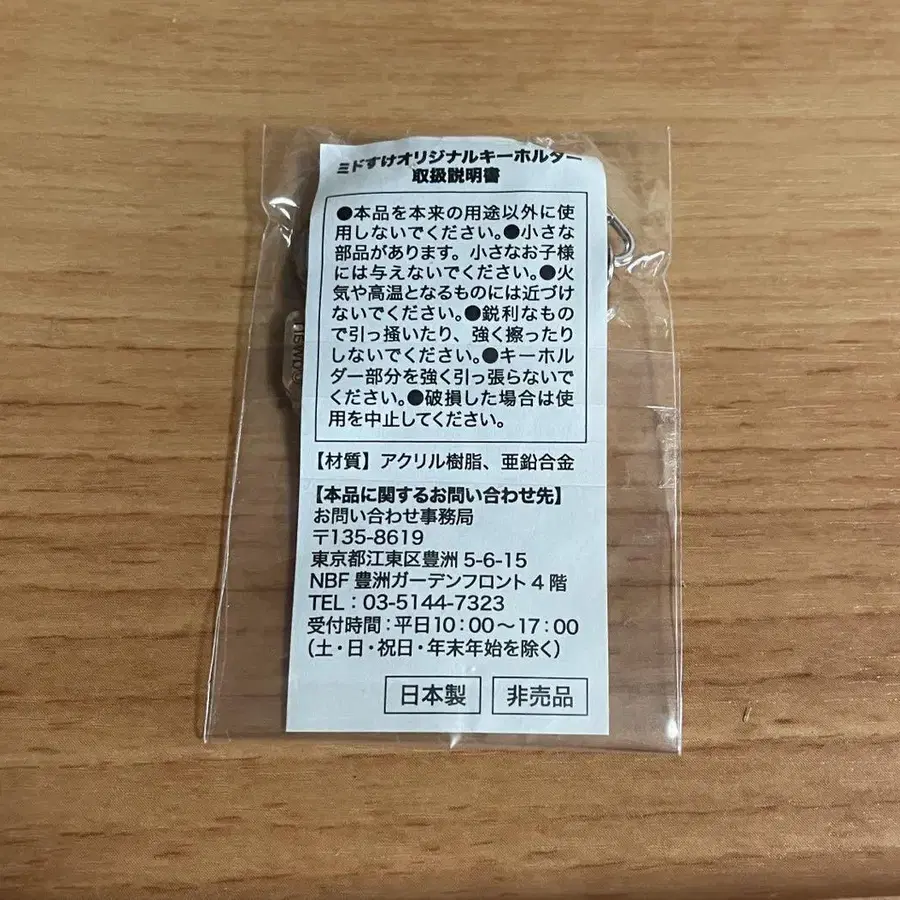 ミドすけオリジナルキーホルダー
取扱説明書
●本品を本来の用途以外に使
用しないでください。●小さな
部品があります。小さなお子様
には与えないでください。●火
気や高温となるものには近づけ
ないでください。●鋭利なもの
で引っ掻いたり、強く擦ったり
しないでください。●キーホル
ダー部分を強く引っ張らないで
ください。●破損した場合は使
用を中止してください。
【材質】アクリル樹脂、亜鉛合金
【本品に関するお問い合わせ先】
お問い合わせ事務局
〒135-8619
東京都江東区豊洲 5-6-15
NBF 豊洲ガーデンフロント 4 階
TEL：03-5144-7323
受付時間：平日10：00〜17：00
（土・日・祝日・年末年始を除く）
日本製
非売品